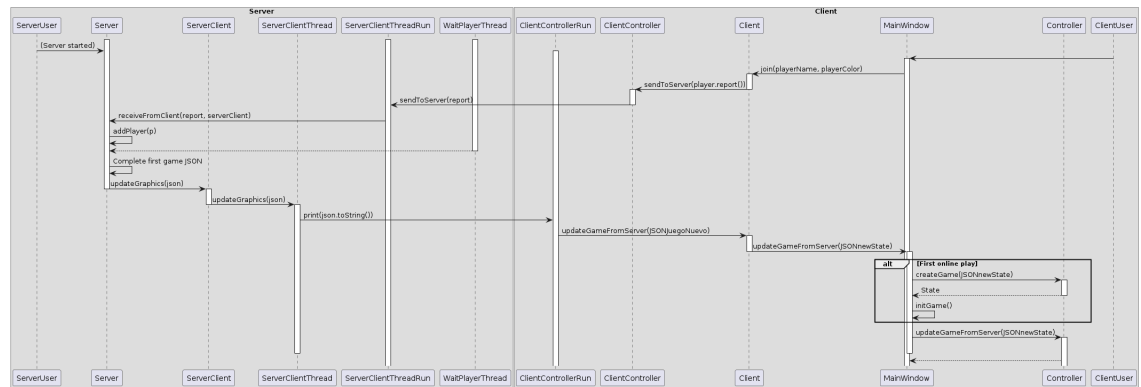 Server
Client
ServerUser
Server
ServerClient
ServerClientThread
ServerClientThreadRun
WaitPlayerThread
ClientControllerRun
ClientController
Client
MainWindow
Controller
ClientUser
(Server started)
join(playerName, playerColor)
sendToServer(player.report())
sendToServer(report)
receiveFromClient(report, serverClient)
addPlayer(p)
Complete first game JSON
updateGraphics(json)
updateGraphics(json)
print(json.toString())
updateGameFromServer(JSONJuegoNuevo)
updateGameFromServer(JSONnewState)
alt
[First online play]
createGame(JSONnewState)
State
initGame()
updateGameFromServer(JSONnewState)
ServerUser
Server
ServerClient
ServerClientThread
ServerClientThreadRun
WaitPlayerThread
ClientControllerRun
ClientController
Client
MainWindow
Controller
ClientUser